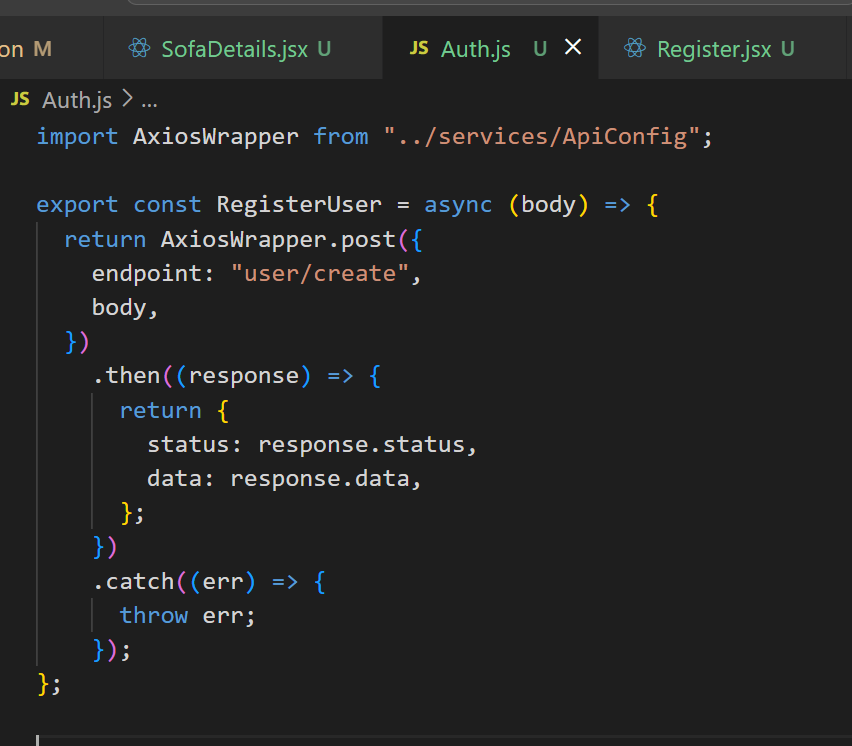 on M SofaDetails.jsx U JS Auth.js U Register.jsx U
JS Auth.js > ...
import AxiosWrapper from "../services/ApiConfig";
export const RegisterUser = async (body) => {
return AxiosWrapper.post({
endpoint: "user/create",
body,
})
.then((response) => {
return {
status: response.status,
data: response.data,
};
})
.catch((err) => {
throw err;
});
};